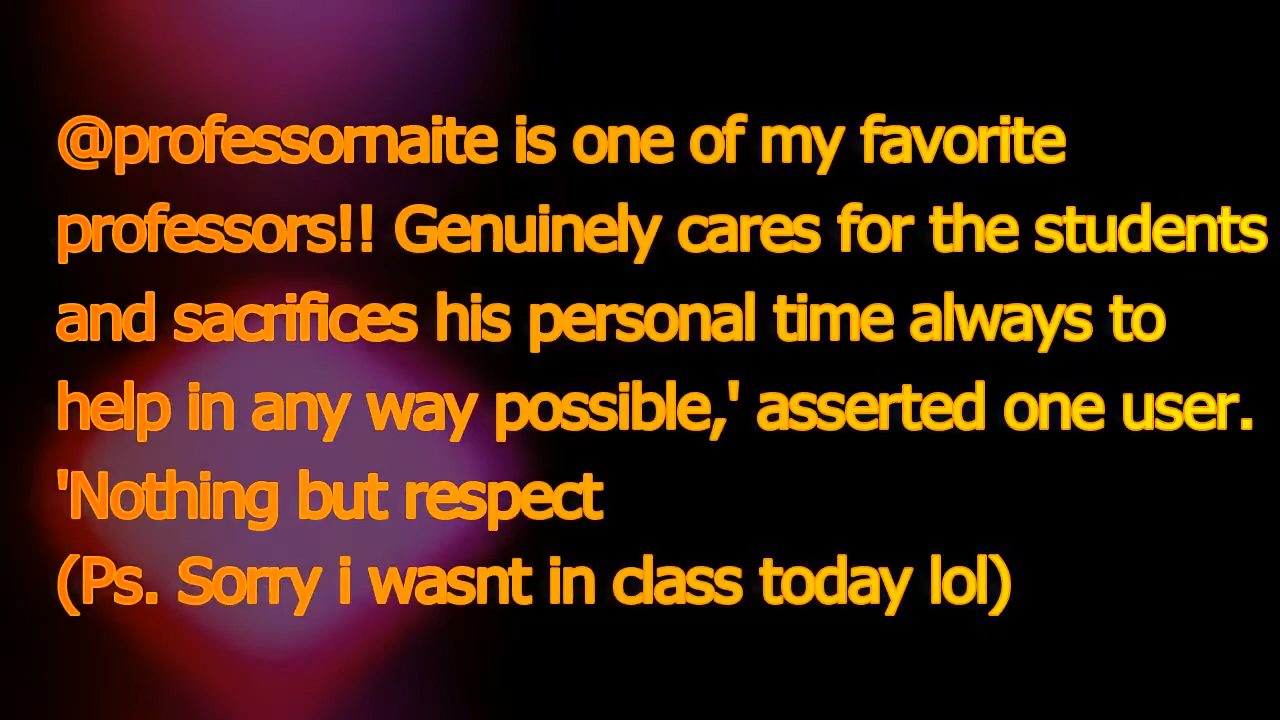 @professornaite is one of my favorite
professors!! Genuinely cares for the students
and sacrifices his personal time always to
help in any way possible,' asserted one user.
'Nothing but respect
(Ps. Sorry i wasnt in class today lol)